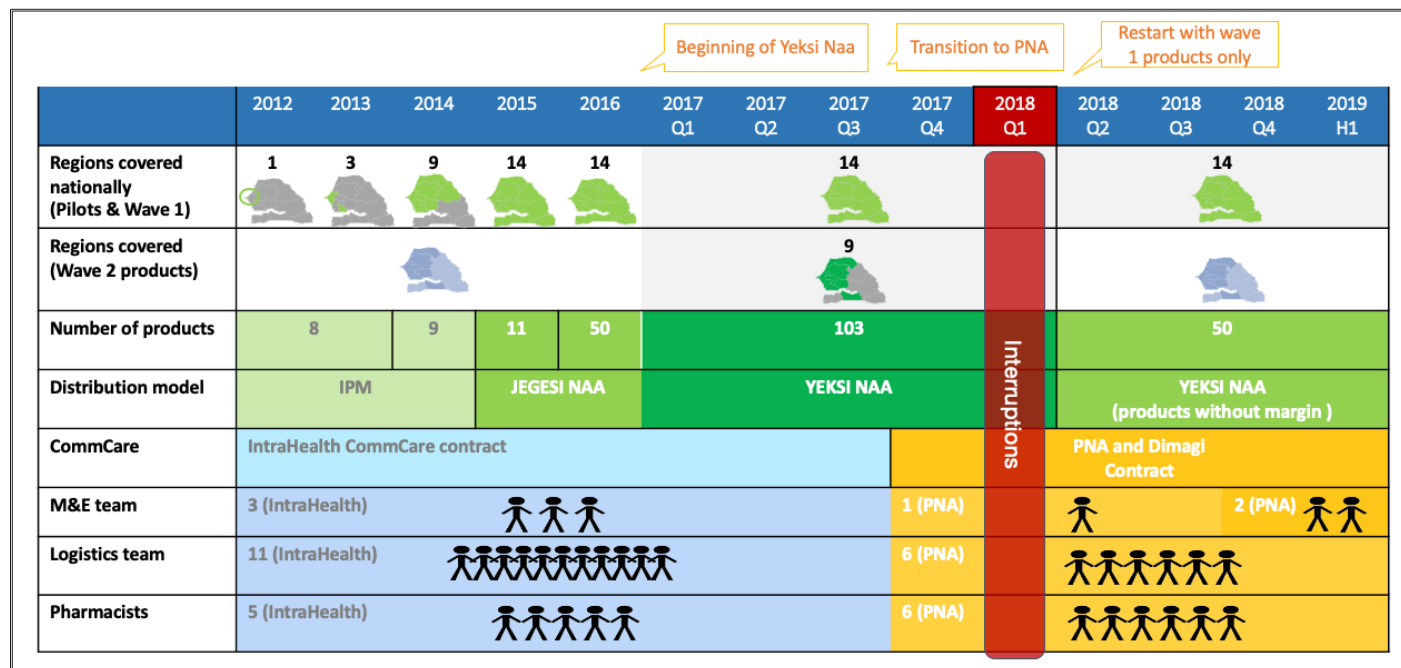 Beginning of Yeksi Naa
Transition to PNA
Restart with wave
1 products only
2012 2013 2014 2015 2016 2017 Q1 2017 Q2 2017 Q3 2017 Q4 2018 Q1 2018 Q2 2018 Q3 2018 Q4 2019 H1
Regions covered
nationally
(Pilots & Wave 1)
1 3 9 14 14 14 14
Regions covered
(Wave 2 products)
9
Number of products
8 9 11 50 103 50
Distribution model
IPM JEGESI NAA YEKSI NAA YEKSI NAA
(products without margin )
Interruptions
CommCare
IntraHealth CommCare contract
PNA and Dimagi
Contract
M&E team
3 (IntraHealth) 1 (PNA) 2 (PNA)
Logistics team
11 (IntraHealth) 6 (PNA)
Pharmacists
5 (IntraHealth) 6 (PNA)